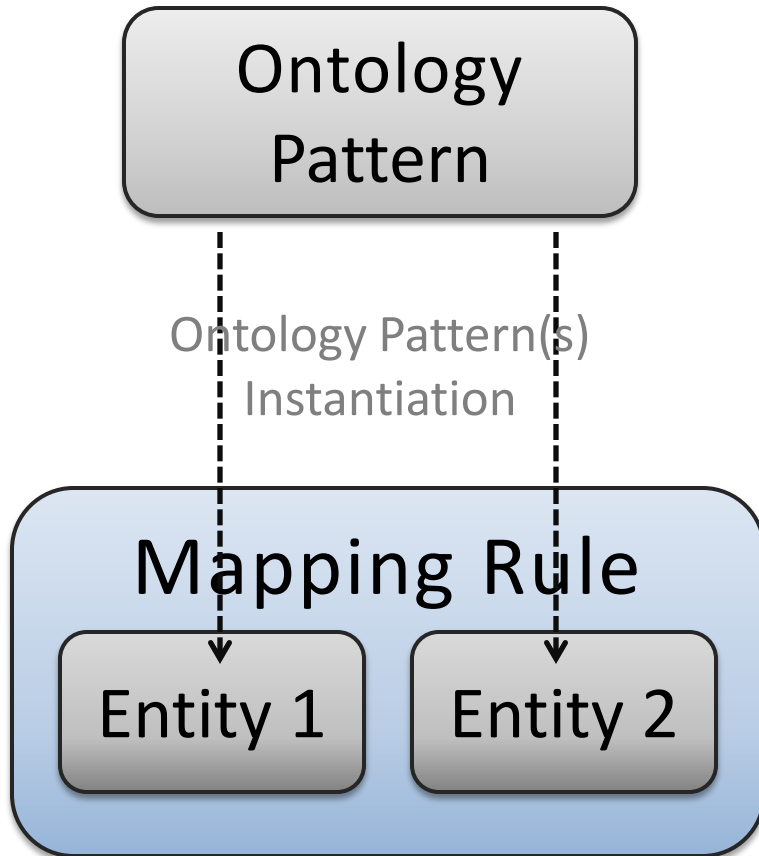 Ontology
Pattern
Ontology Pattern(s)
Instantiation
Mapping Rule
Entity 1
Entity 2